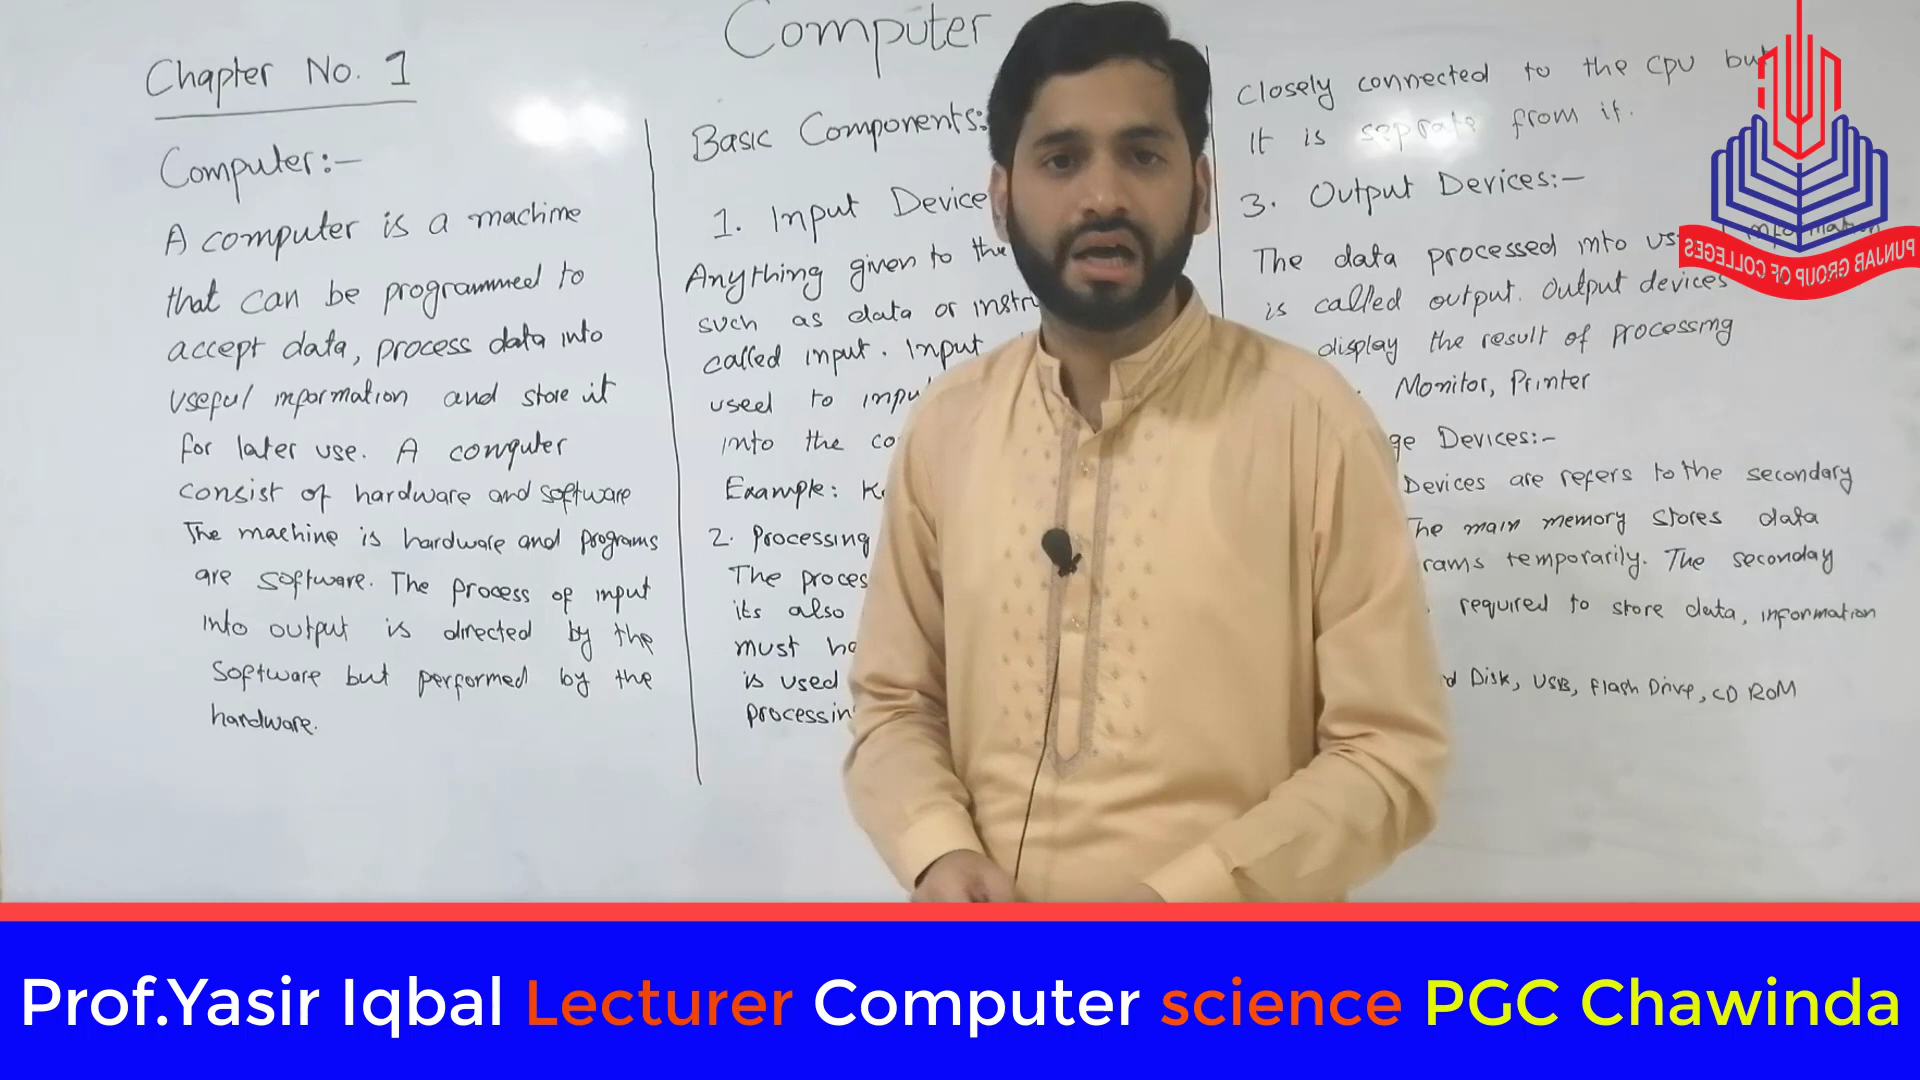 Computer
Chapter No. 1
Computer:-
A computer is a machine
that can be programmed to
accept data, process data into
useful information and store it
for later use. A computer
consist of hardware and software
The machine is hardware and programs
are software. The process of input
into output is directed by the
software but performed by the
hardware.
Basic Components:
1. Input Device
Anything given to the
such as data or instru
called input. Input
used to inpu
into the co
Example: K
2. Processing
The proces
its also
must ha
is used
processin
Closely connected to the CPU but
It is seprate from it.
3. Output Devices:-
The data processed into information
is called output. Output devices
display the result of processing
Monitor, Printer
ge Devices:-
Devices are refers to the secondary
The main memory stores data
rams temporarily. The seconday
required to store data, information
d Disk, USB, Flash Drive, CD ROM
PUNJAB GROUP OF COLLEGES
Prof.Yasir Iqbal Lecturer Computer science PGC Chawinda